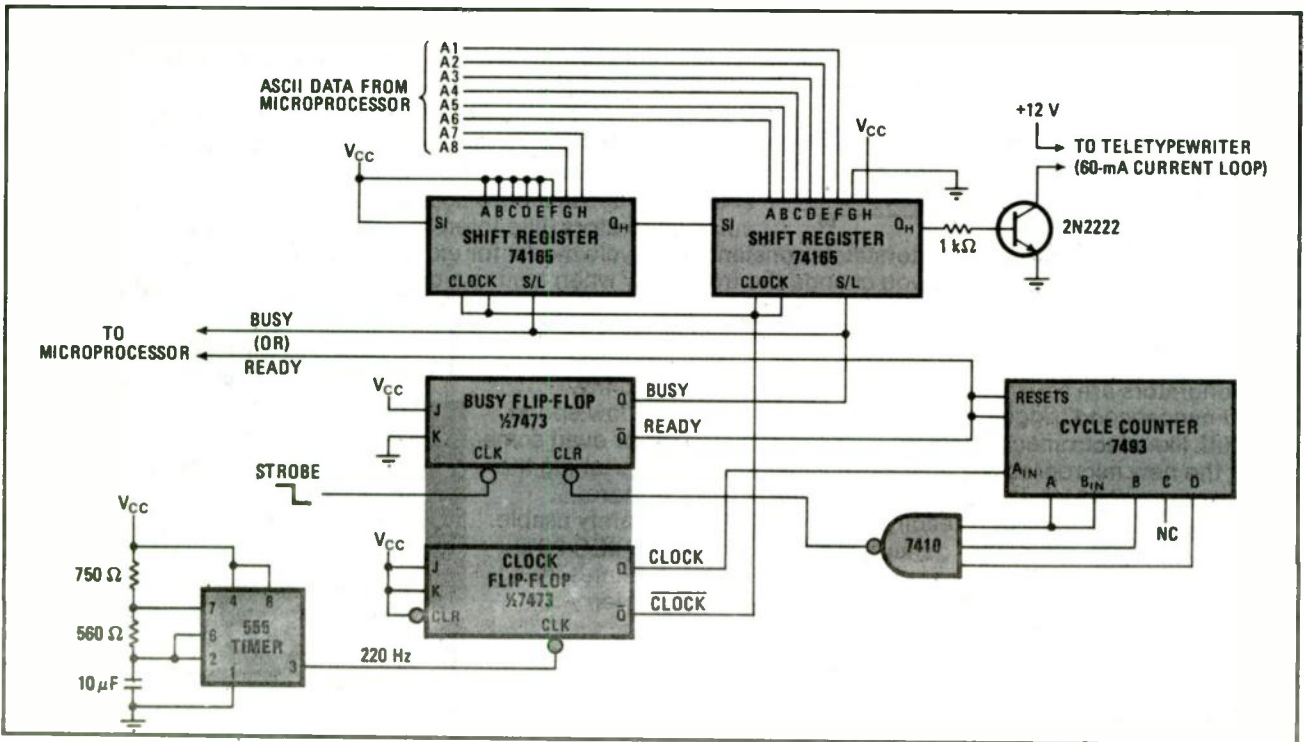 A1
A2
A3
A4
A5
A6
A7
A8
ASCII DATA FROM
MICROPROCESSOR
VCC
VCC
+12 V
TO TELETYPEWRITER
(60-mA CURRENT LOOP)
A B C D E F G H
SI
QH
SHIFT REGISTER
74165
CLOCK
S/L
A B C D E F G H
SI
QH
SHIFT REGISTER
74165
CLOCK
S/L
1 kΩ
2N2222
TO
MICROPROCESSOR
BUSY
(OR)
READY
VCC
J
K
BUSY FLIP-FLOP
½7473
CLK
CLR
Q
Q̅
BUSY
READY
RESETS
CYCLE COUNTER
7493
AIN
A
BIN
B
C
D
NC
STROBE
7410
VCC
J
K
CLR
CLOCK
FLIP-FLOP
½7473
CLK
Q
Q̅
CLOCK
C̅L̅O̅C̅K̅
VCC
750 Ω
560 Ω
10 μF
4
8
7
6
2
1
3
555
TIMER
220 Hz